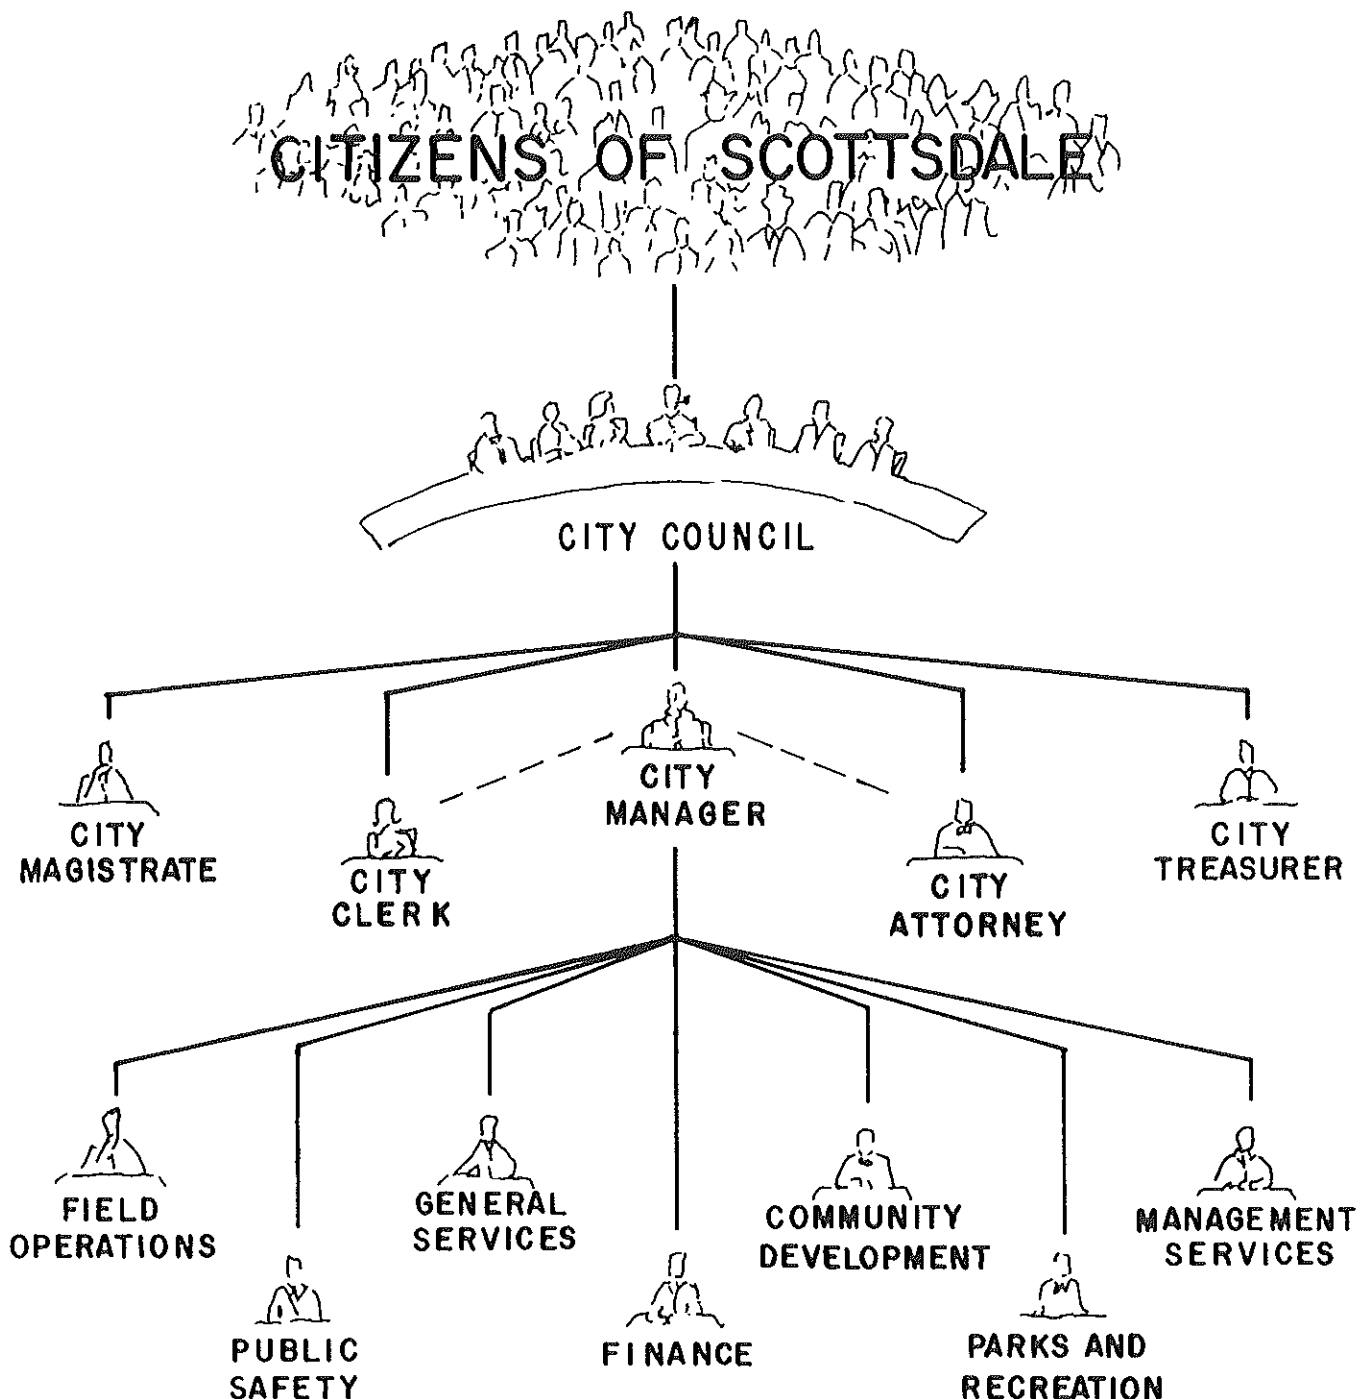 CITIZENS OF SCOTTSDALE
CITY COUNCIL
CITY
MAGISTRATE
CITY
CLERK
CITY
MANAGER
CITY
ATTORNEY
CITY
TREASURER
FIELD
OPERATIONS
PUBLIC
SAFETY
GENERAL
SERVICES
FINANCE
COMMUNITY
DEVELOPMENT
PARKS AND
RECREATION
MANAGEMENT
SERVICES